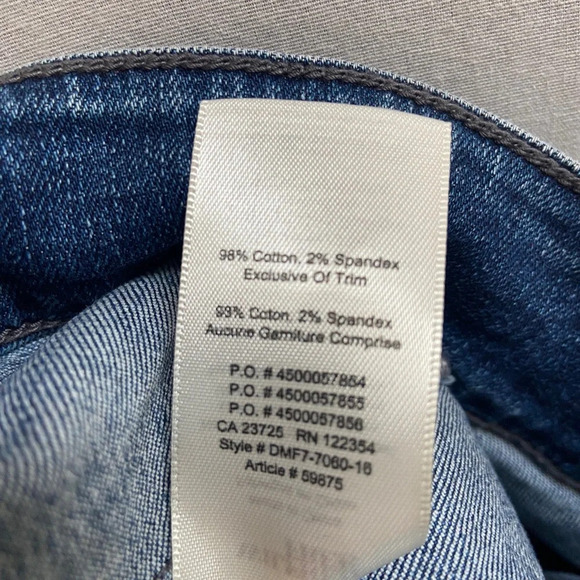 98% Cotton, 2% Spandex
Exclusive Of Trim
93% Coton, 2% Spandex
Aucune Garniture Comprise
P.O. # 4500057854
P.O. # 4500057855
P.O. # 4500057856
CA 23725 RN 122354
Style # DMF7-7060-16
Article # 59875